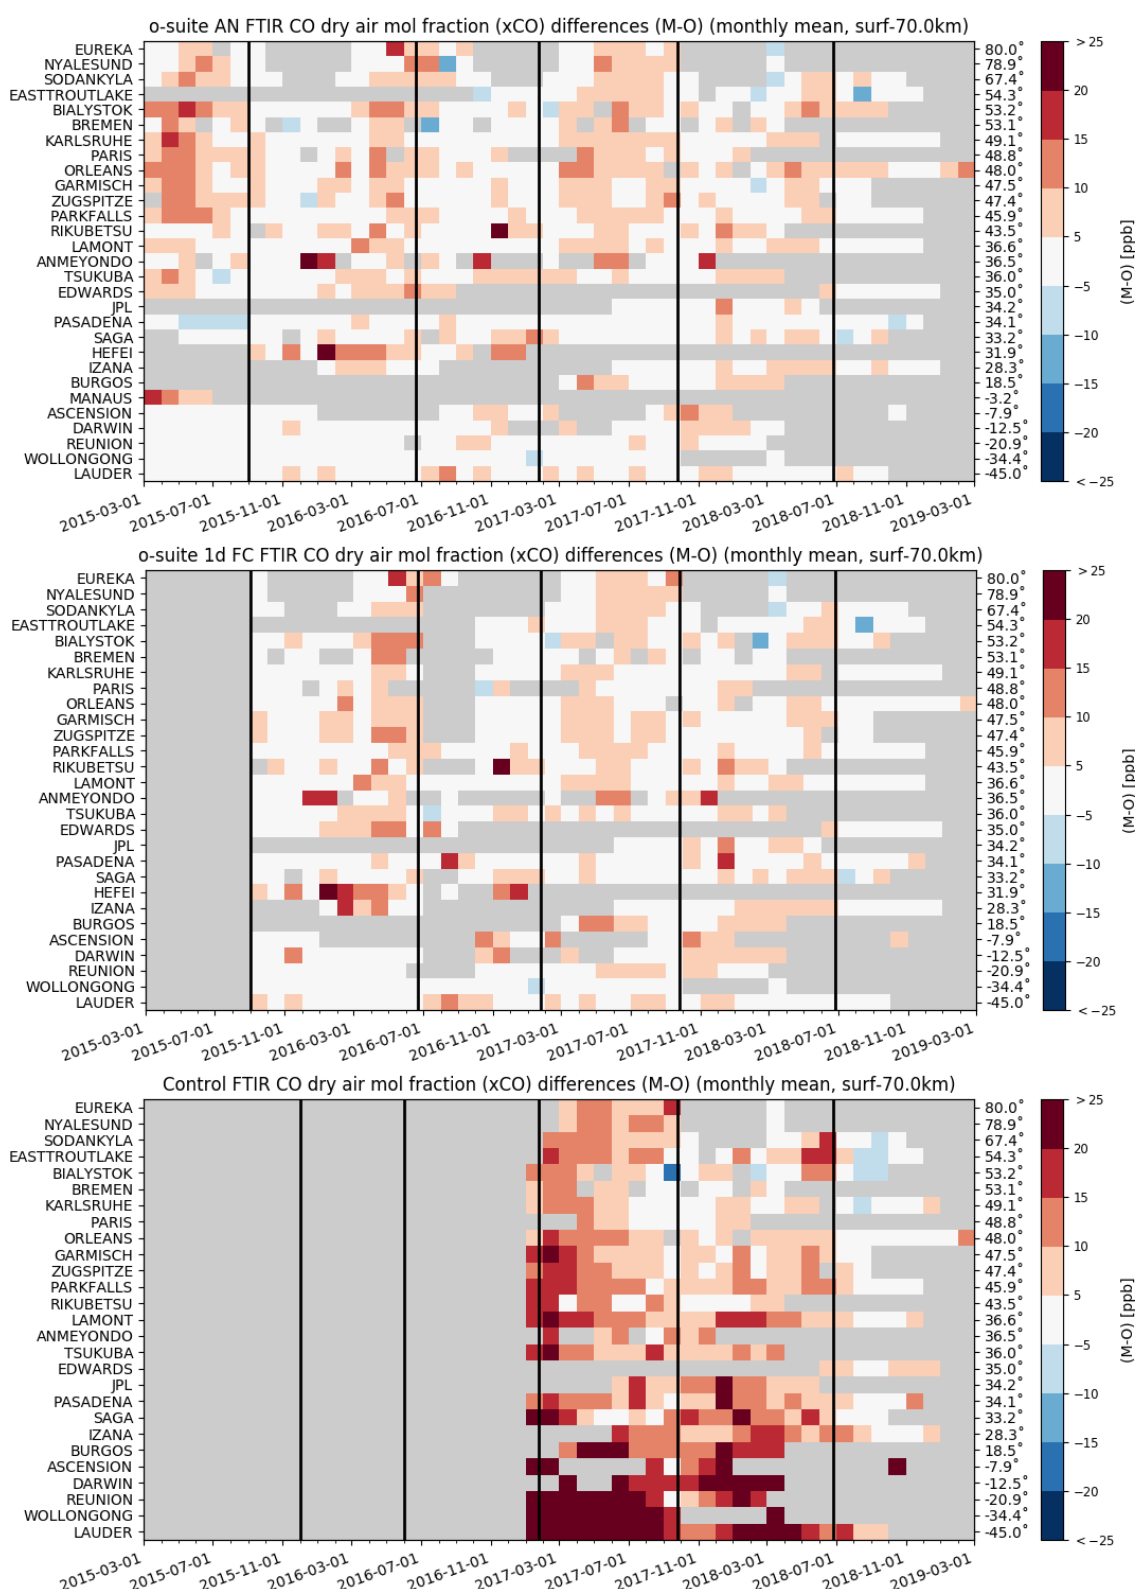 o-suite AN FTIR CO dry air mol fraction (xCO) differences (M-O) (monthly mean, surf-70.0km)
EUREKA 80.0°
NYALESUND 78.9°
SODANKYLA 67.4°
EASTTROUTLAKE 54.3°
BIALYSTOK 53.2°
BREMEN 53.1°
KARLSRUHE 49.1°
PARIS 48.8°
ORLEANS 48.0°
GARMISCH 47.5°
ZUGSPITZE 47.4°
PARKFALLS 45.9°
RIKUBETSU 43.5°
LAMONT 36.6°
ANMEYONDO 36.5°
TSUKUBA 36.0°
EDWARDS 35.0°
JPL 34.2°
PASADENA 34.1°
SAGA 33.2°
HEFEI 31.9°
IZANA 28.3°
BURGOS 18.5°
MANAUS -3.2°
ASCENSION -7.9°
DARWIN -12.5°
REUNION -20.9°
WOLLONGONG -34.4°
LAUDER -45.0°
2015-03-01 2015-07-01 2015-11-01 2016-03-01 2016-07-01 2016-11-01 2017-03-01 2017-07-01 2017-11-01 2018-03-01 2018-07-01 2018-11-01 2019-03-01
> 25
20
15
10
5
−5
−10
−15
−20
< −25
(M-O) [ppb]
o-suite 1d FC FTIR CO dry air mol fraction (xCO) differences (M-O) (monthly mean, surf-70.0km)
EUREKA 80.0°
NYALESUND 78.9°
SODANKYLA 67.4°
EASTTROUTLAKE 54.3°
BIALYSTOK 53.2°
BREMEN 53.1°
KARLSRUHE 49.1°
PARIS 48.8°
ORLEANS 48.0°
GARMISCH 47.5°
ZUGSPITZE 47.4°
PARKFALLS 45.9°
RIKUBETSU 43.5°
LAMONT 36.6°
ANMEYONDO 36.5°
TSUKUBA 36.0°
EDWARDS 35.0°
JPL 34.2°
PASADENA 34.1°
SAGA 33.2°
HEFEI 31.9°
IZANA 28.3°
BURGOS 18.5°
ASCENSION -7.9°
DARWIN -12.5°
REUNION -20.9°
WOLLONGONG -34.4°
LAUDER -45.0°
2015-03-01 2015-07-01 2015-11-01 2016-03-01 2016-07-01 2016-11-01 2017-03-01 2017-07-01 2017-11-01 2018-03-01 2018-07-01 2018-11-01 2019-03-01
> 25
20
15
10
5
−5
−10
−15
−20
< −25
(M-O) [ppb]
Control FTIR CO dry air mol fraction (xCO) differences (M-O) (monthly mean, surf-70.0km)
EUREKA 80.0°
NYALESUND 78.9°
SODANKYLA 67.4°
EASTTROUTLAKE 54.3°
BIALYSTOK 53.2°
BREMEN 53.1°
KARLSRUHE 49.1°
PARIS 48.8°
ORLEANS 48.0°
GARMISCH 47.5°
ZUGSPITZE 47.4°
PARKFALLS 45.9°
RIKUBETSU 43.5°
LAMONT 36.6°
ANMEYONDO 36.5°
TSUKUBA 36.0°
EDWARDS 35.0°
JPL 34.2°
PASADENA 34.1°
SAGA 33.2°
IZANA 28.3°
BURGOS 18.5°
ASCENSION -7.9°
DARWIN -12.5°
REUNION -20.9°
WOLLONGONG -34.4°
LAUDER -45.0°
2015-03-01 2015-07-01 2015-11-01 2016-03-01 2016-07-01 2016-11-01 2017-03-01 2017-07-01 2017-11-01 2018-03-01 2018-07-01 2018-11-01 2019-03-01
> 25
20
15
10
5
−5
−10
−15
−20
< −25
(M-O) [ppb]